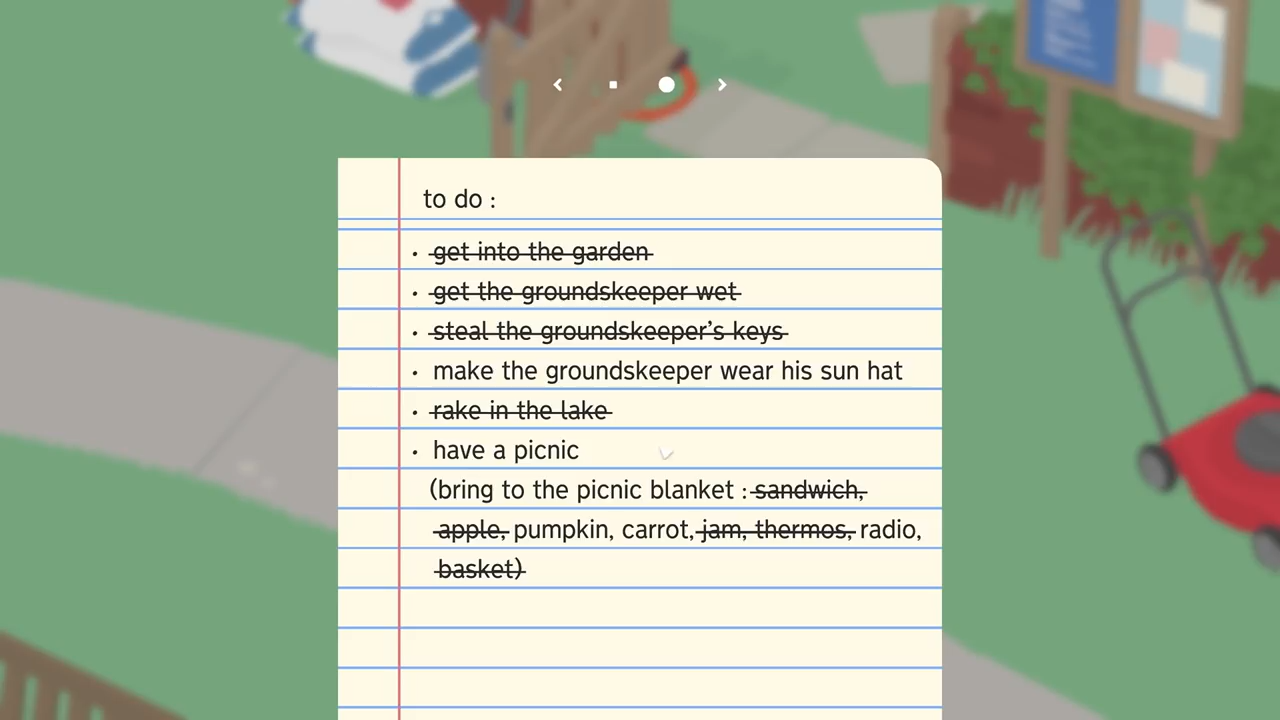 to do :
• get into the garden
• get the groundskeeper wet
• steal the groundskeeper's keys
• make the groundskeeper wear his sun hat
• rake in the lake
• have a picnic
(bring to the picnic blanket : sandwich,
apple, pumpkin, carrot, jam, thermos, radio,
basket)